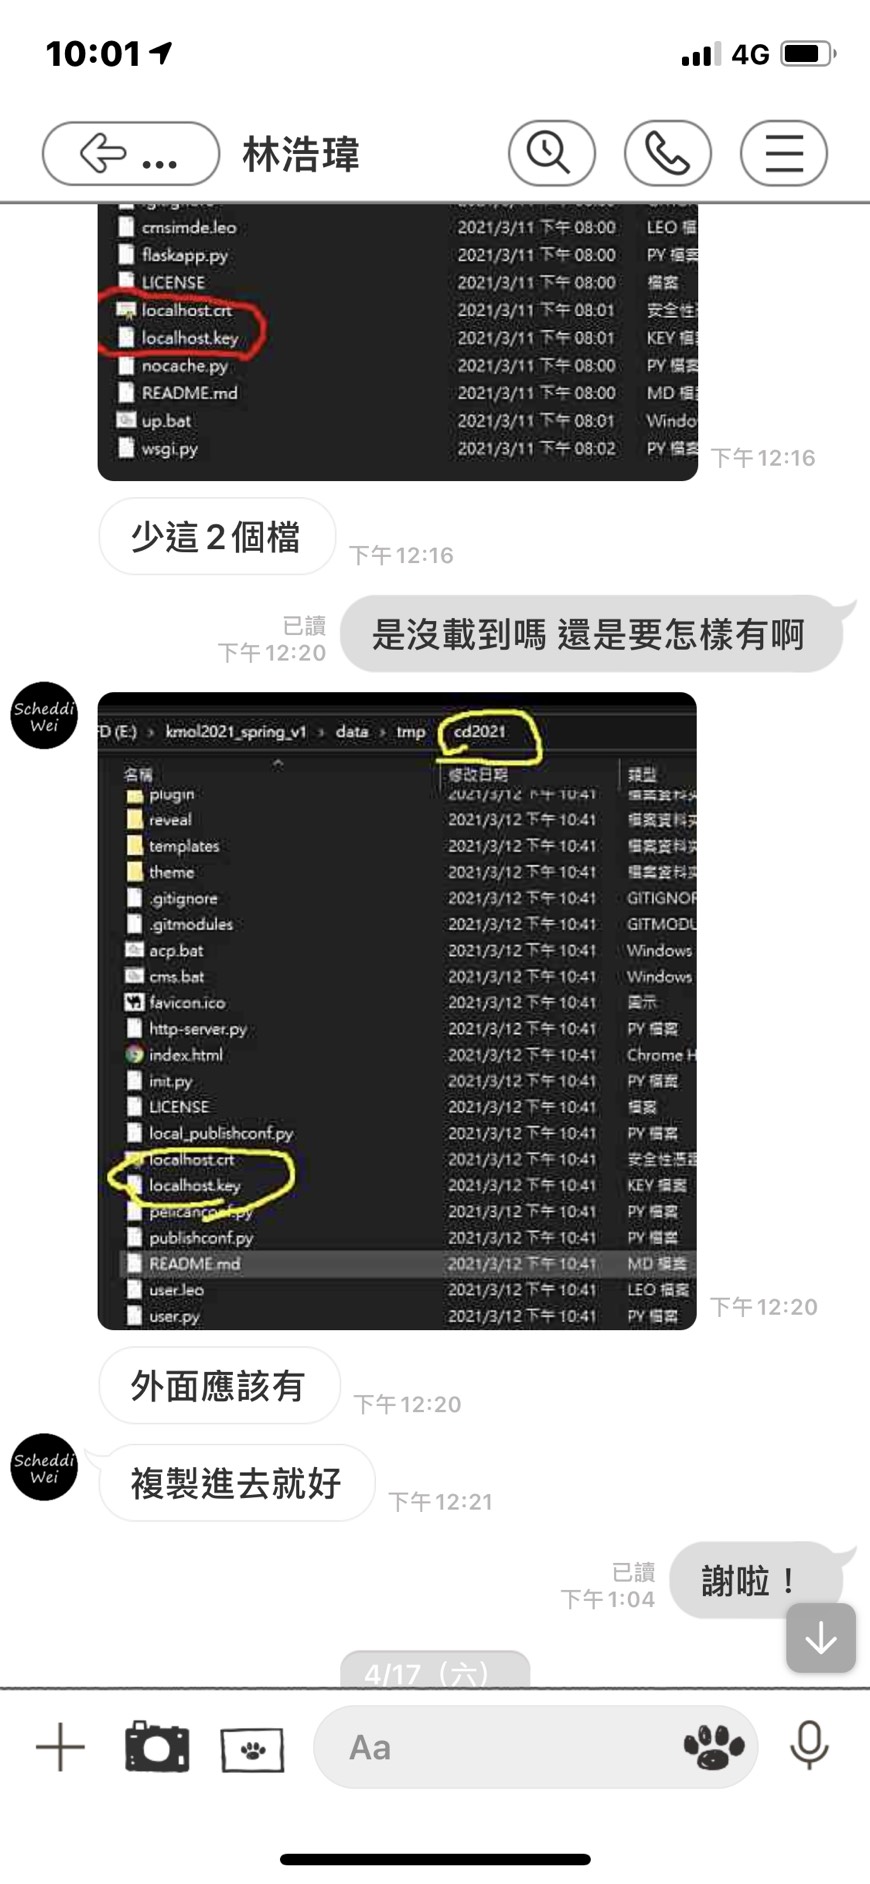 10:01
4G
...
林浩瑋
cmsimde.leo 2021/3/11 下午 08:00 LEO 檔
flaskapp.py 2021/3/11 下午 08:00 PY 檔案
LICENSE 2021/3/11 下午 08:00 檔案
localhost.crt 2021/3/11 下午 08:01 安全性
localhost.key 2021/3/11 下午 08:01 KEY 檔
nocache.py 2021/3/11 下午 08:00 PY 檔案
README.md 2021/3/11 下午 08:00 MD 檔
up.bat 2021/3/11 下午 08:01 Windo
wsgi.py 2021/3/11 下午 08:02 PY 檔案
下午12:16
少這2個檔
下午12:16
已讀
下午12:20
是沒載到嗎 還是要怎樣有啊
Scheddi
Wei
FD (E:) › kmol2021_spring_v1 › data › tmp › cd2021
名稱 修改日期 類型
plugin 2021/3/12 下午 10:41 檔案資料夾
reveal 2021/3/12 下午 10:41 檔案資料夾
templates 2021/3/12 下午 10:41 檔案資料夾
theme 2021/3/12 下午 10:41 檔案資料夾
.gitignore 2021/3/12 下午 10:41 GITIGNOR
.gitmodules 2021/3/12 下午 10:41 GITMODU
acp.bat 2021/3/12 下午 10:41 Windows
cms.bat 2021/3/12 下午 10:41 Windows
favicon.ico 2021/3/12 下午 10:41 圖示
http-server.py 2021/3/12 下午 10:41 PY 檔案
index.html 2021/3/12 下午 10:41 Chrome H
init.py 2021/3/12 下午 10:41 PY 檔案
LICENSE 2021/3/12 下午 10:41 檔案
local_publishconf.py 2021/3/12 下午 10:41 PY 檔案
localhost.crt 2021/3/12 下午 10:41 安全性憑證
localhost.key 2021/3/12 下午 10:41 KEY 檔案
pelicanconf.py 2021/3/12 下午 10:41 PY 檔案
publishconf.py 2021/3/12 下午 10:41 PY 檔案
README.md 2021/3/12 下午 10:41 MD 檔案
user.leo 2021/3/12 下午 10:41 LEO 檔案
user.py 2021/3/12 下午 10:41 PY 檔案
下午12:20
外面應該有
下午12:20
Scheddi
Wei
複製進去就好
下午12:21
已讀
下午1:04
謝啦！
4/17（六）
Aa